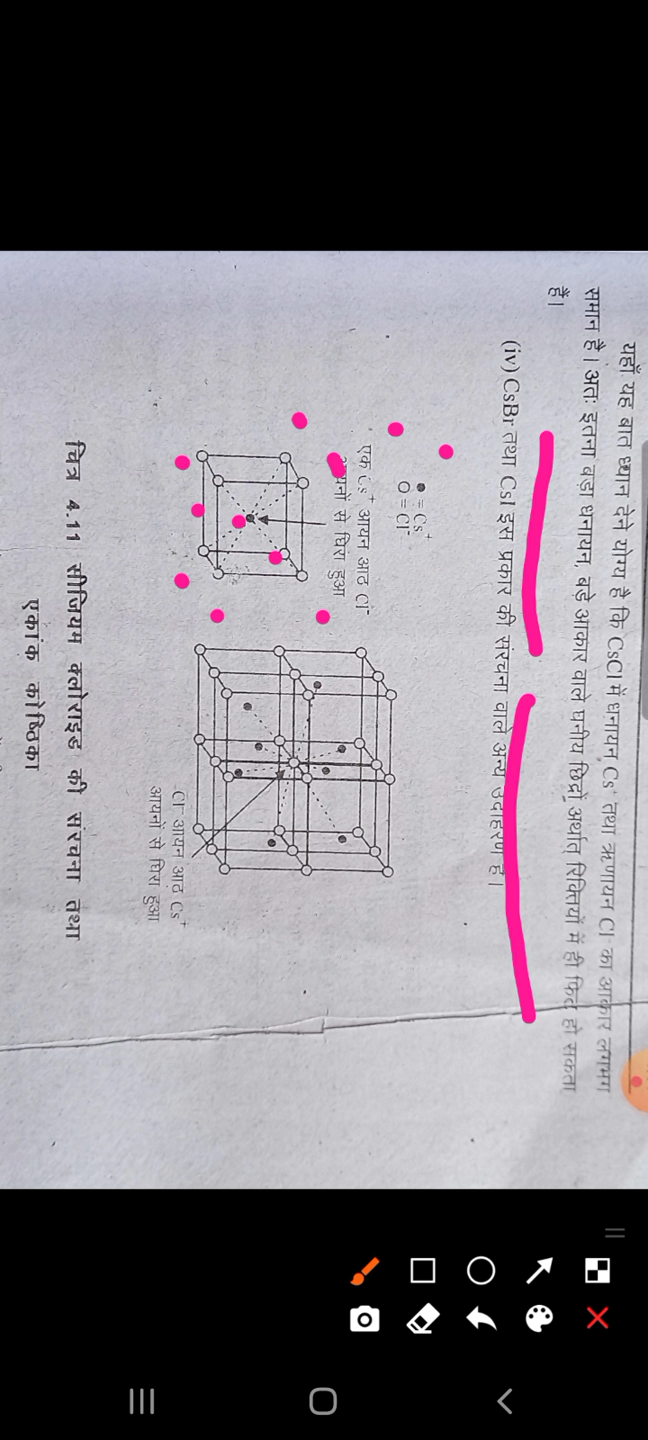 यहाँ यह बात ध्यान देने योग्य है कि CsCl में धनायन Cs⁺ तथा ऋणायन Cl⁻ का आकार लगभग
समान है। अतः इतना बड़ा धनायन, बड़े आकार वाले घनीय छिद्रों अर्थात रिक्तियों में ही फिट हो सकता
है।
(iv) CsBr तथा CsI इस प्रकार की संरचना वाले अन्य उदाहरण हैं।
● = Cs⁺
O = Cl⁻
एक Cs⁺ आयन आठ Cl⁻
से घिरा हुआ
Cl⁻ आयन आठ Cs⁺
आयनों से घिरा हुआ
चित्र 4.11 सीजियम क्लोराइड की संरचना तथा
एकांक कोष्ठिका